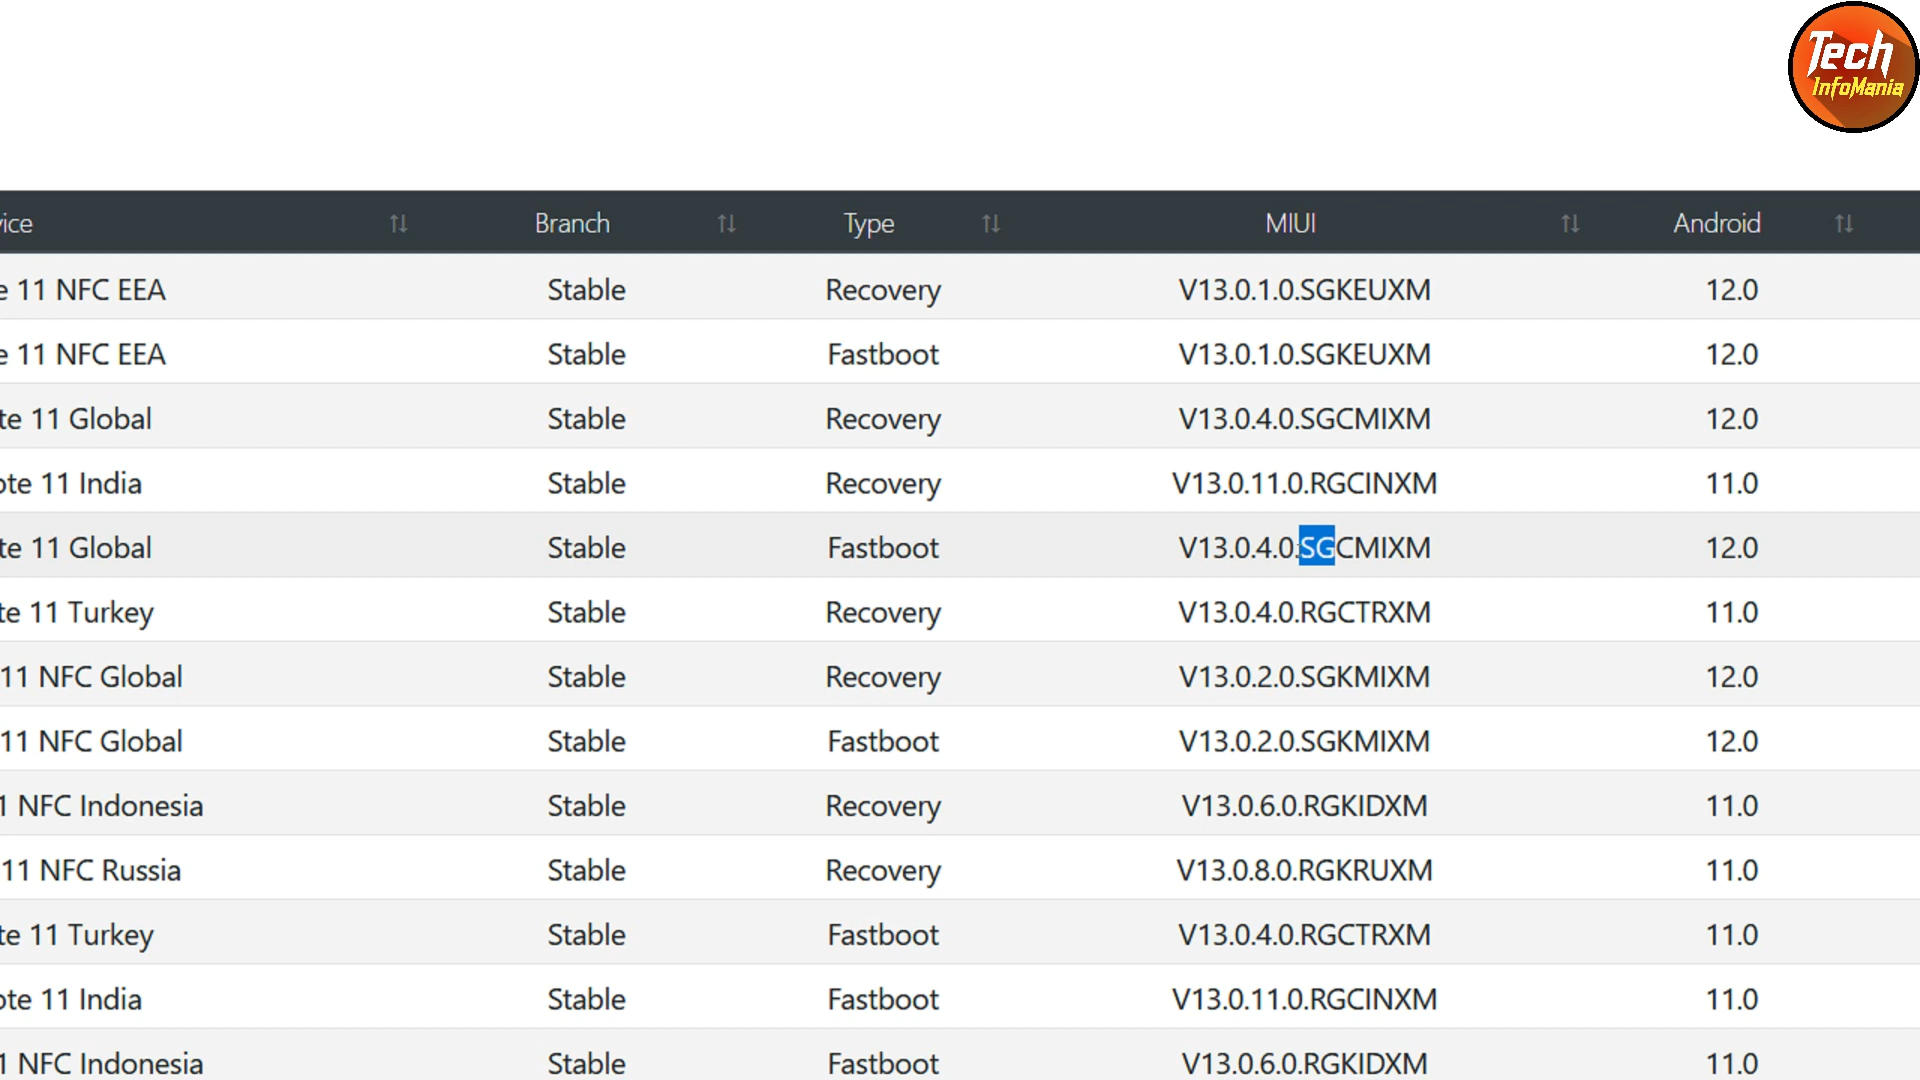 Tech
InfoMania
vice Branch Type MIUI Android
e 11 NFC EEA Stable Recovery V13.0.1.0.SGKEUXM 12.0
e 11 NFC EEA Stable Fastboot V13.0.1.0.SGKEUXM 12.0
te 11 Global Stable Recovery V13.0.4.0.SGCMIXM 12.0
ote 11 India Stable Recovery V13.0.11.0.RGCINXM 11.0
te 11 Global Stable Fastboot V13.0.4.0.SGCMIXM 12.0
te 11 Turkey Stable Recovery V13.0.4.0.RGCTRXM 11.0
11 NFC Global Stable Recovery V13.0.2.0.SGKMIXM 12.0
11 NFC Global Stable Fastboot V13.0.2.0.SGKMIXM 12.0
1 NFC Indonesia Stable Recovery V13.0.6.0.RGKIDXM 11.0
11 NFC Russia Stable Recovery V13.0.8.0.RGKRUXM 11.0
te 11 Turkey Stable Fastboot V13.0.4.0.RGCTRXM 11.0
ote 11 India Stable Fastboot V13.0.11.0.RGCINXM 11.0
1 NFC Indonesia Stable Fastboot V13.0.6.0.RGKIDXM 11.0